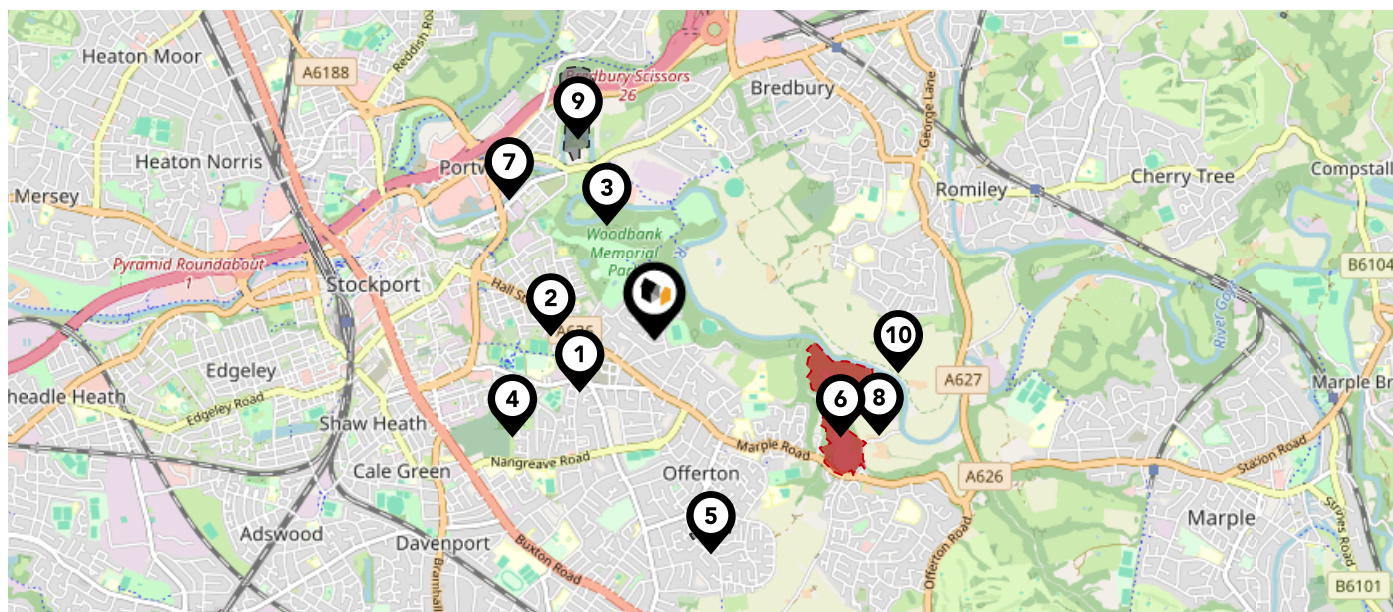 Heaton Moor
A6188
Reddish Roa
Bredbury Scissors
26
Bredbury
George Lane
9
Heaton Norris
7
3
Romiley
Cherry Tree
Compstall
Mersey
Woodbank
Memorial
Park
Pyramid Roundabout
1
Stockport
Hall St
2
A626
1
10
B6104
River Goyt
Edgeley
Edgeley Road
headle Heath
Shaw Heath
4
6
8
A627
Marple Br
Cale Green
Nangreave Road
Marple Road
Offerton
A626
Station Road
5
Marple
Stripes Road
Adswood
Davenport
Buxton Road
Bramhall
Offerton Road
B6101